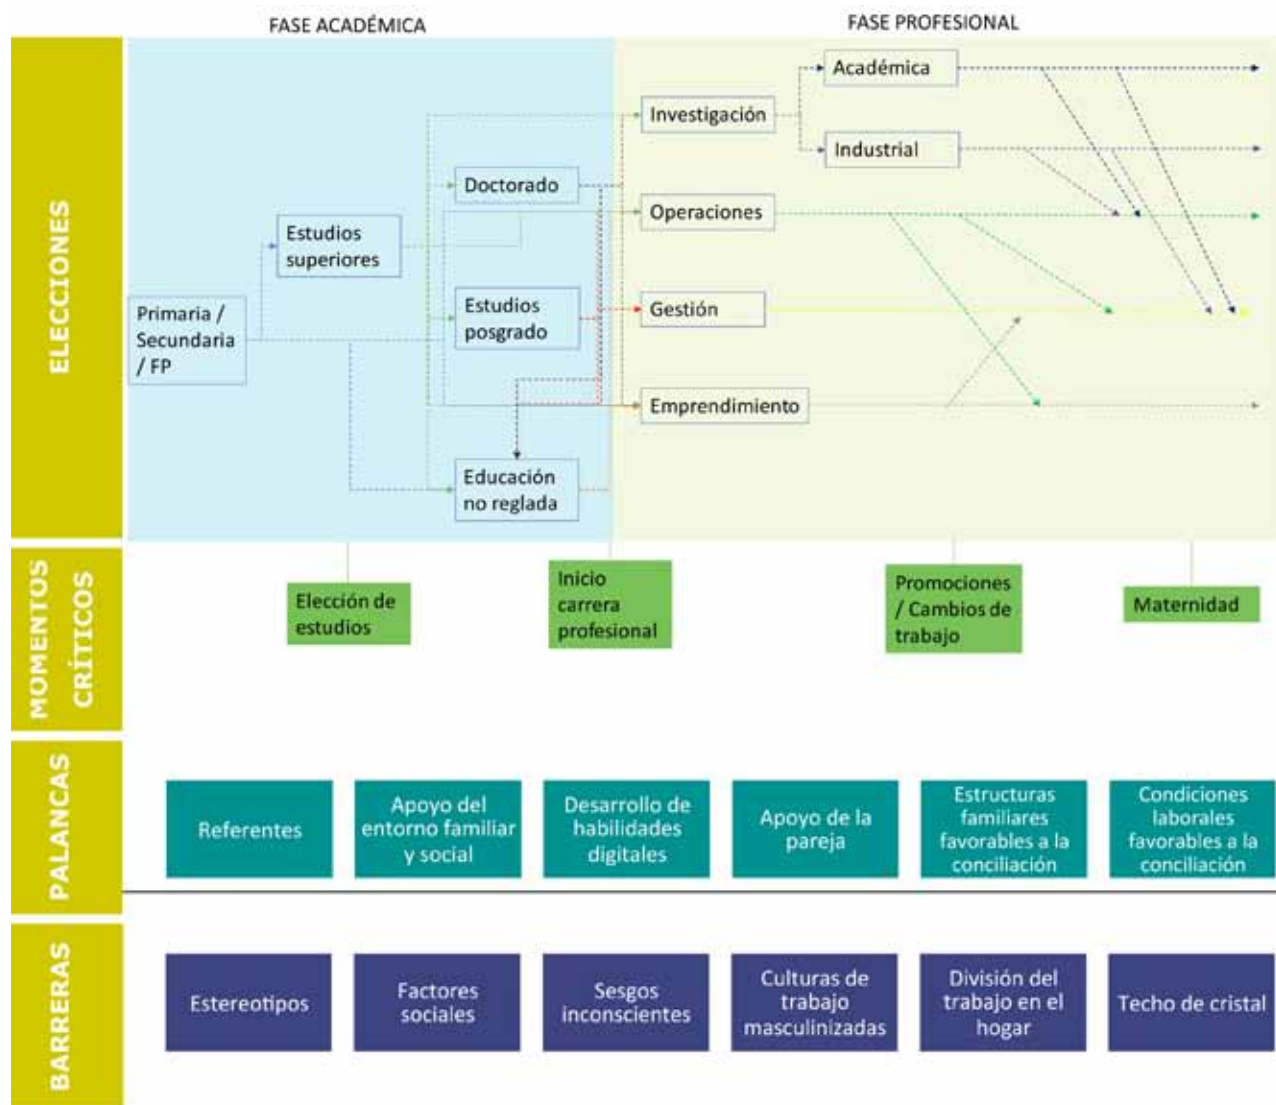 FASE ACADÉMICA
FASE PROFESIONAL
ELECCIONES
Académica
Investigación
Industrial
Doctorado
Operaciones
Estudios
superiores
Estudios
posgrado
Gestión
Primaria /
Secundaria
/ FP
Emprendimiento
Educación
no reglada
MOMENTOS
CRÍTICOS
Elección de
estudios
Inicio
carrera
profesional
Promociones
/ Cambios de
trabajo
Maternidad
PALANCAS
Referentes
Apoyo del
entorno familiar
y social
Desarrollo de
habilidades
digitales
Apoyo de la
pareja
Estructuras
familiares
favorables a la
conciliación
Condiciones
laborales
favorables a la
conciliación
BARRERAS
Estereotipos
Factores
sociales
Sesgos
inconscientes
Culturas de
trabajo
masculinizadas
División del
trabajo en el
hogar
Techo de cristal